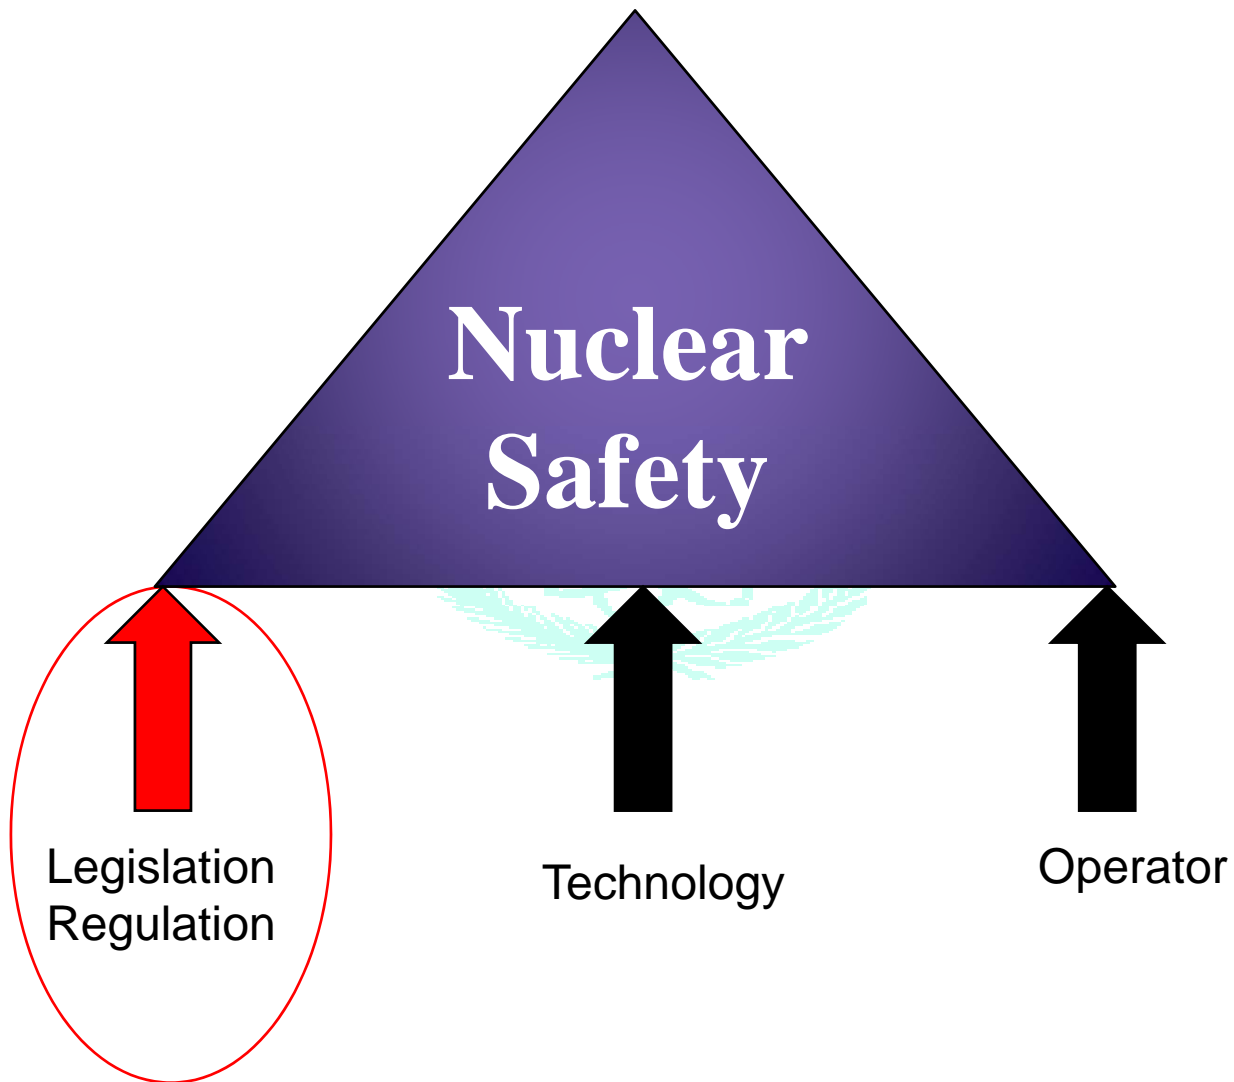 Nuclear
Safety
Legislation
Regulation
Technology
Operator